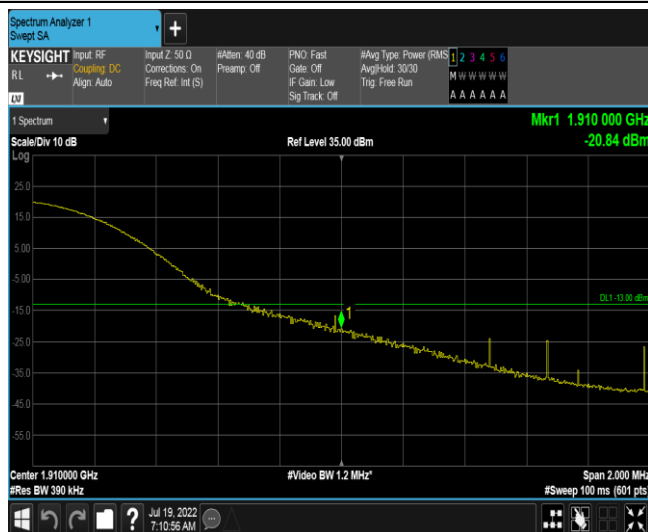 Spectrum Analyzer 1
Swept SA
+
KEYSIGHT
RL
Input: RF
Coupling: DC
Align: Auto
Input Z: 50 Ω
Corrections: On
Freq Ref: Int (S)
#Atten: 40 dB
Preamp: Off
PNO: Fast
Gate: Off
IF Gain: Low
Sig Track: Off
#Avg Type: Power (RMS
Avg|Hold: 30/30
Trig: Free Run
1 2 3 4 5 6
M W W W W W
A A A A A A
LXI
1 Spectrum
Scale/Div 10 dB
Ref Level 35.00 dBm
Mkr1 1.910 000 GHz
-20.84 dBm
Log
25.0
15.0
5.00
-5.00
DL1 -13.00 dBm
-15.0
1
-25.0
-35.0
-45.0
-55.0
Center 1.910000 GHz
#Video BW 1.2 MHz*
Span 2.000 MHz
#Res BW 390 kHz
#Sweep 100 ms (601 pts)
?
Jul 19, 2022
7:10:56 AM